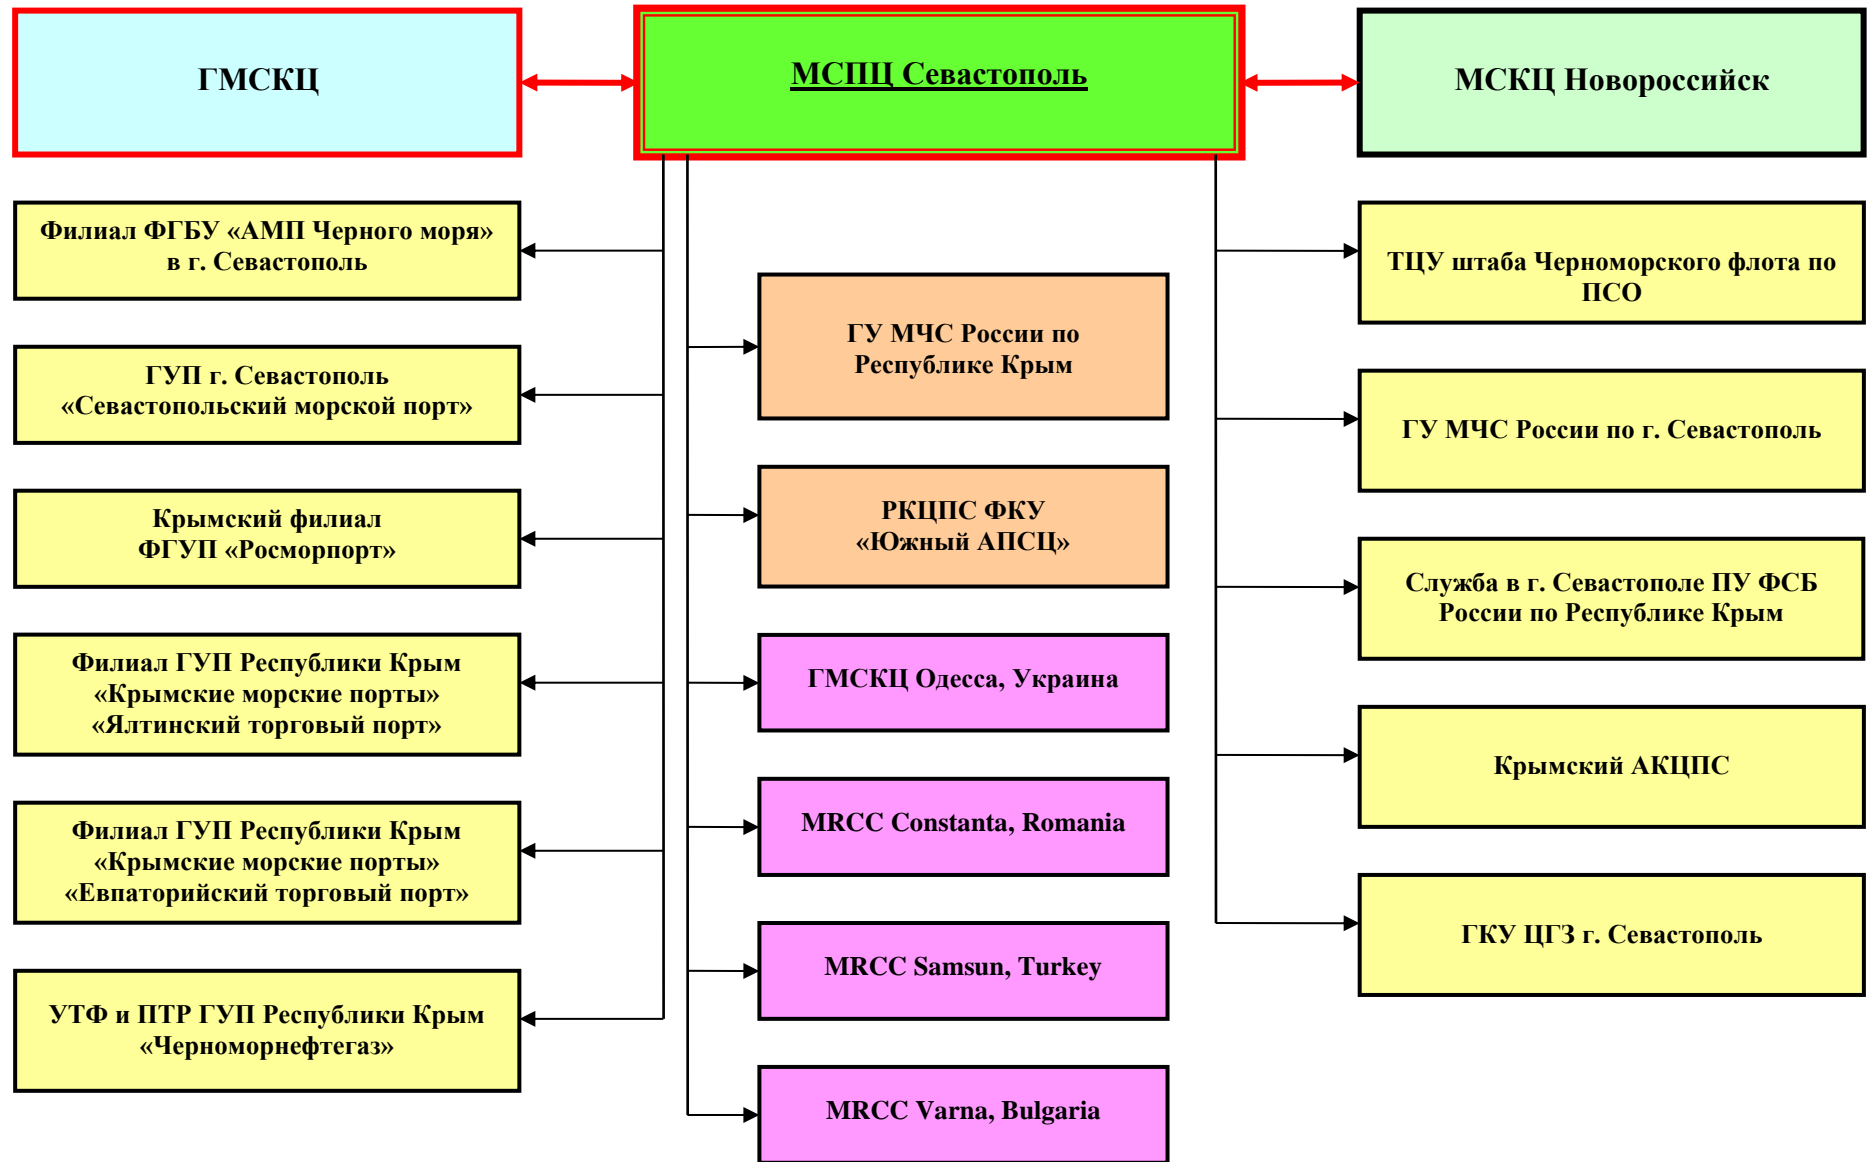 ГМСКЦ
МСПЦ Севастополь
МСКЦ Новороссийск
Филиал ФГБУ «АМП Черного моря»
в г. Севастополь
ГУП г. Севастополь
«Севастопольский морской порт»
Крымский филиал
ФГУП «Росморпорт»
Филиал ГУП Республики Крым
«Крымские морские порты»
«Ялтинский торговый порт»
Филиал ГУП Республики Крым
«Крымские морские порты»
«Евпаторийский торговый порт»
УТФ и ПТР ГУП Республики Крым
«Черноморнефтегаз»
ГУ МЧС России по
Республике Крым
РКЦПС ФКУ
«Южный АПСЦ»
ГМСКЦ Одесса, Украина
MRCC Constanta, Romania
MRCC Samsun, Turkey
MRCC Varna, Bulgaria
ТЦУ штаба Черноморского флота по
ПСО
ГУ МЧС России по г. Севастополь
Служба в г. Севастополе ПУ ФСБ
России по Республике Крым
Крымский АКЦПС
ГКУ ЦГЗ г. Севастополь